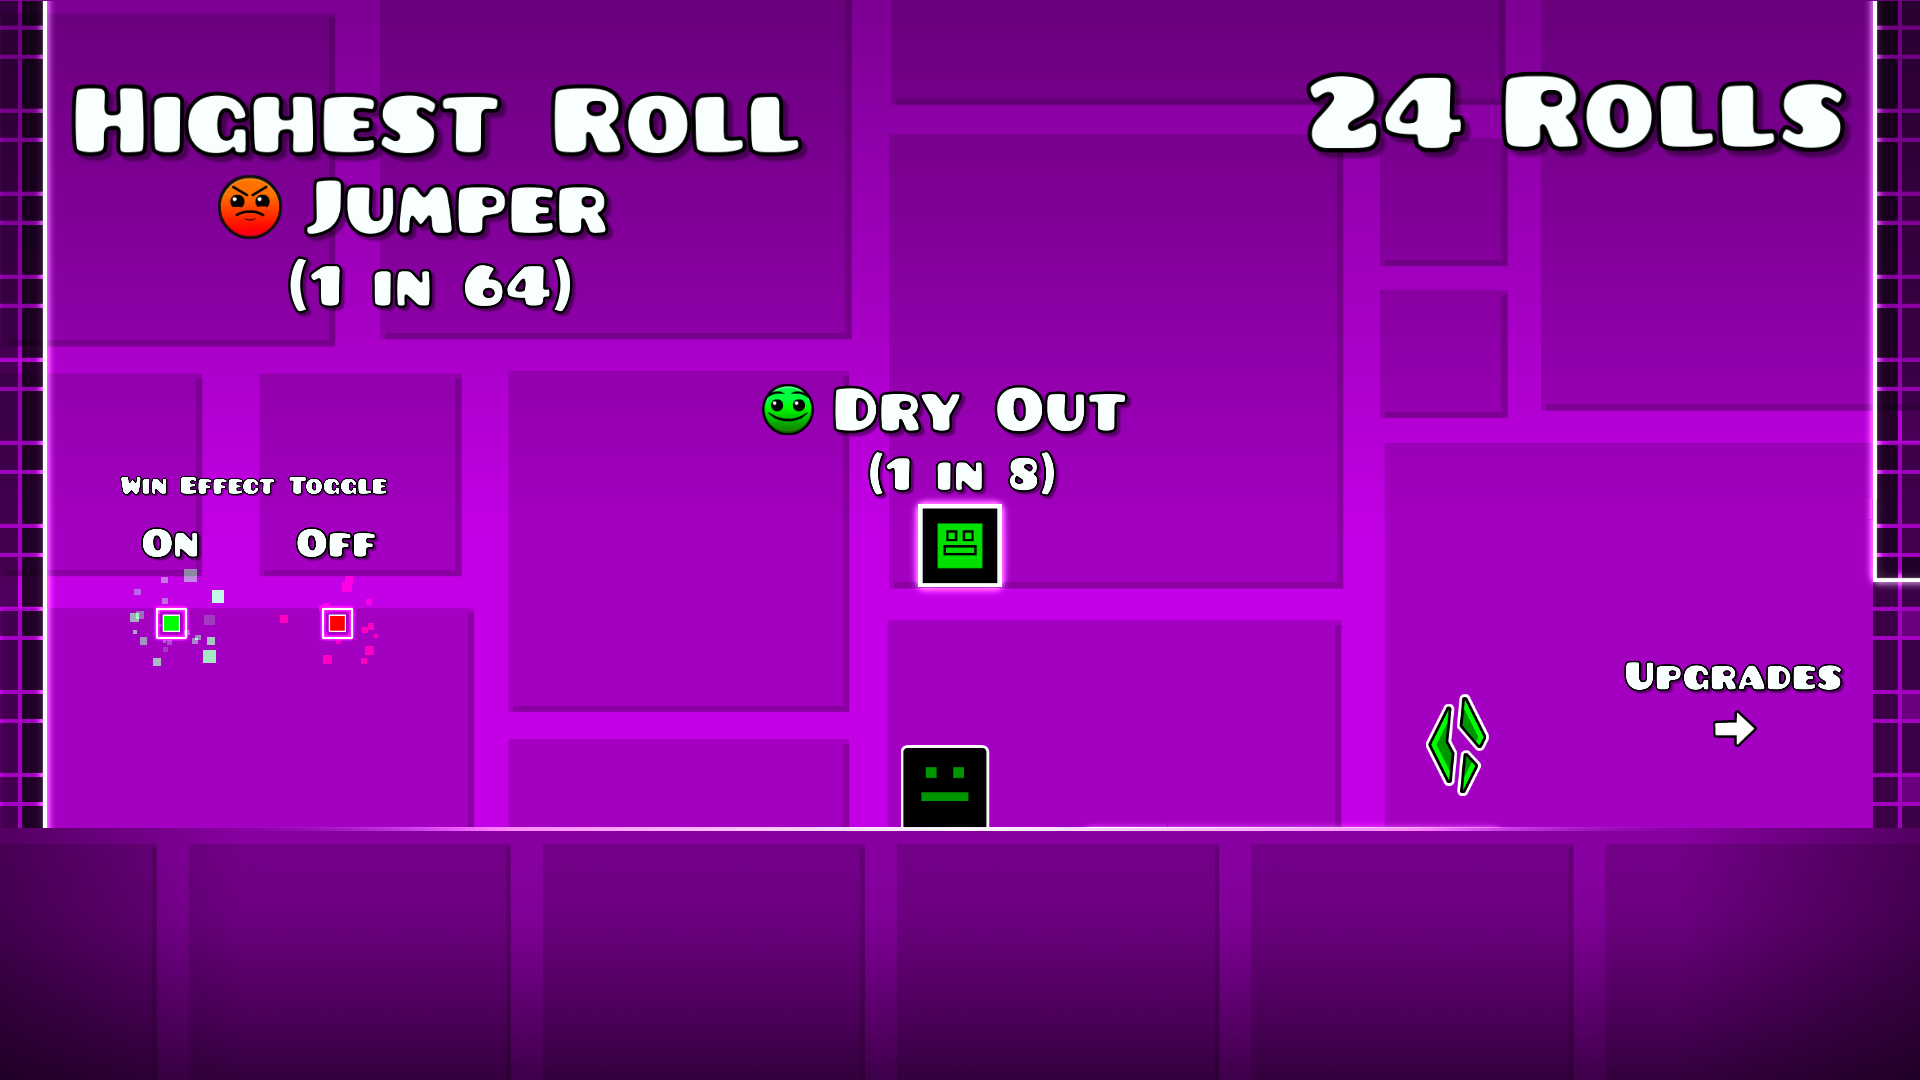 Highest Roll
Jumper
(1 in 64)
24 Rolls
Dry Out
(1 in 8)
Win Effect Toggle
On Off
Upgrades